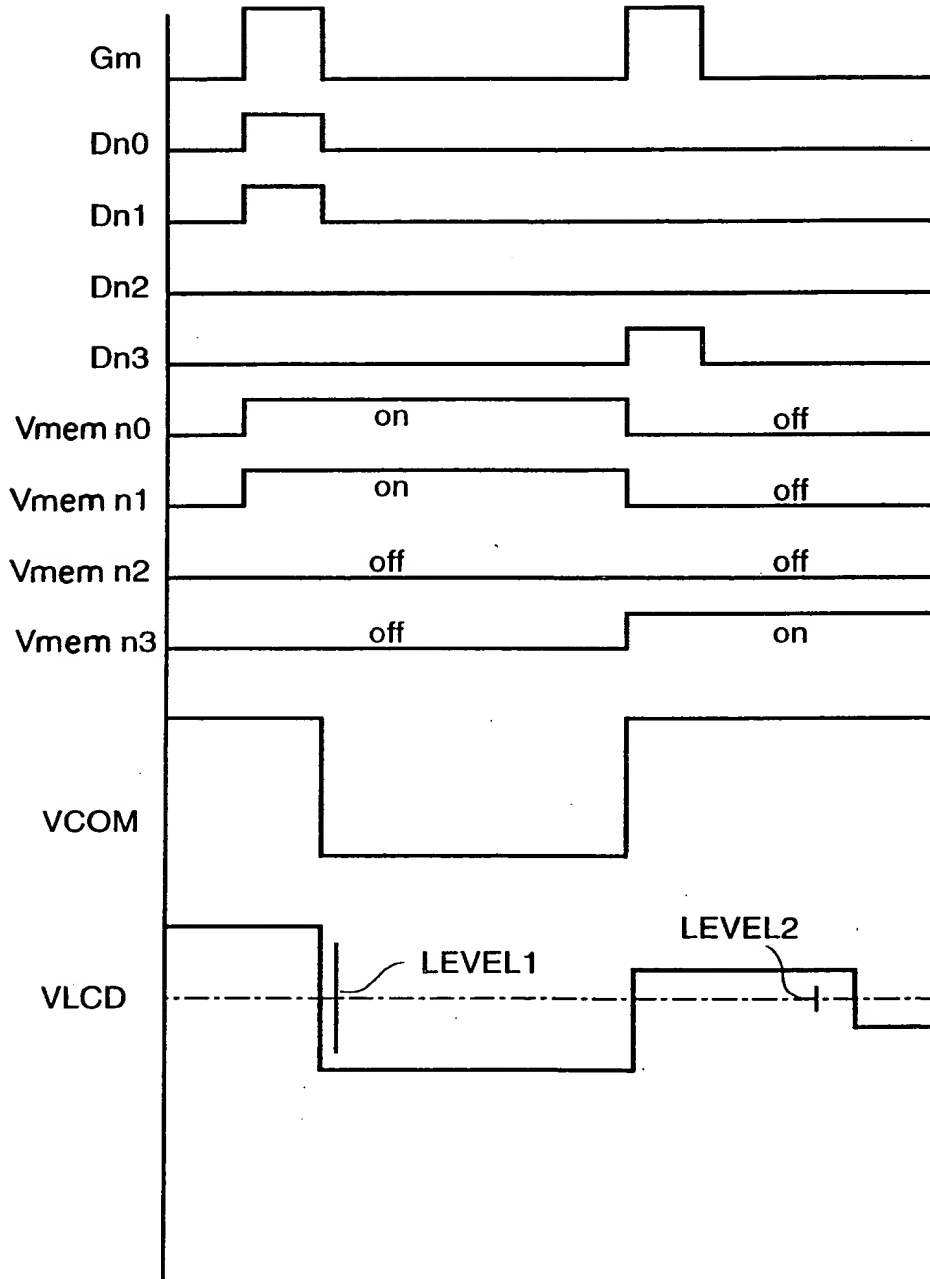 Gm
Dn0
Dn1
Dn2
Dn3
Vmem n0 on off
Vmem n1 on off
Vmem n2 off off
Vmem n3 off on
VCOM
LEVEL1 LEVEL2
VLCD